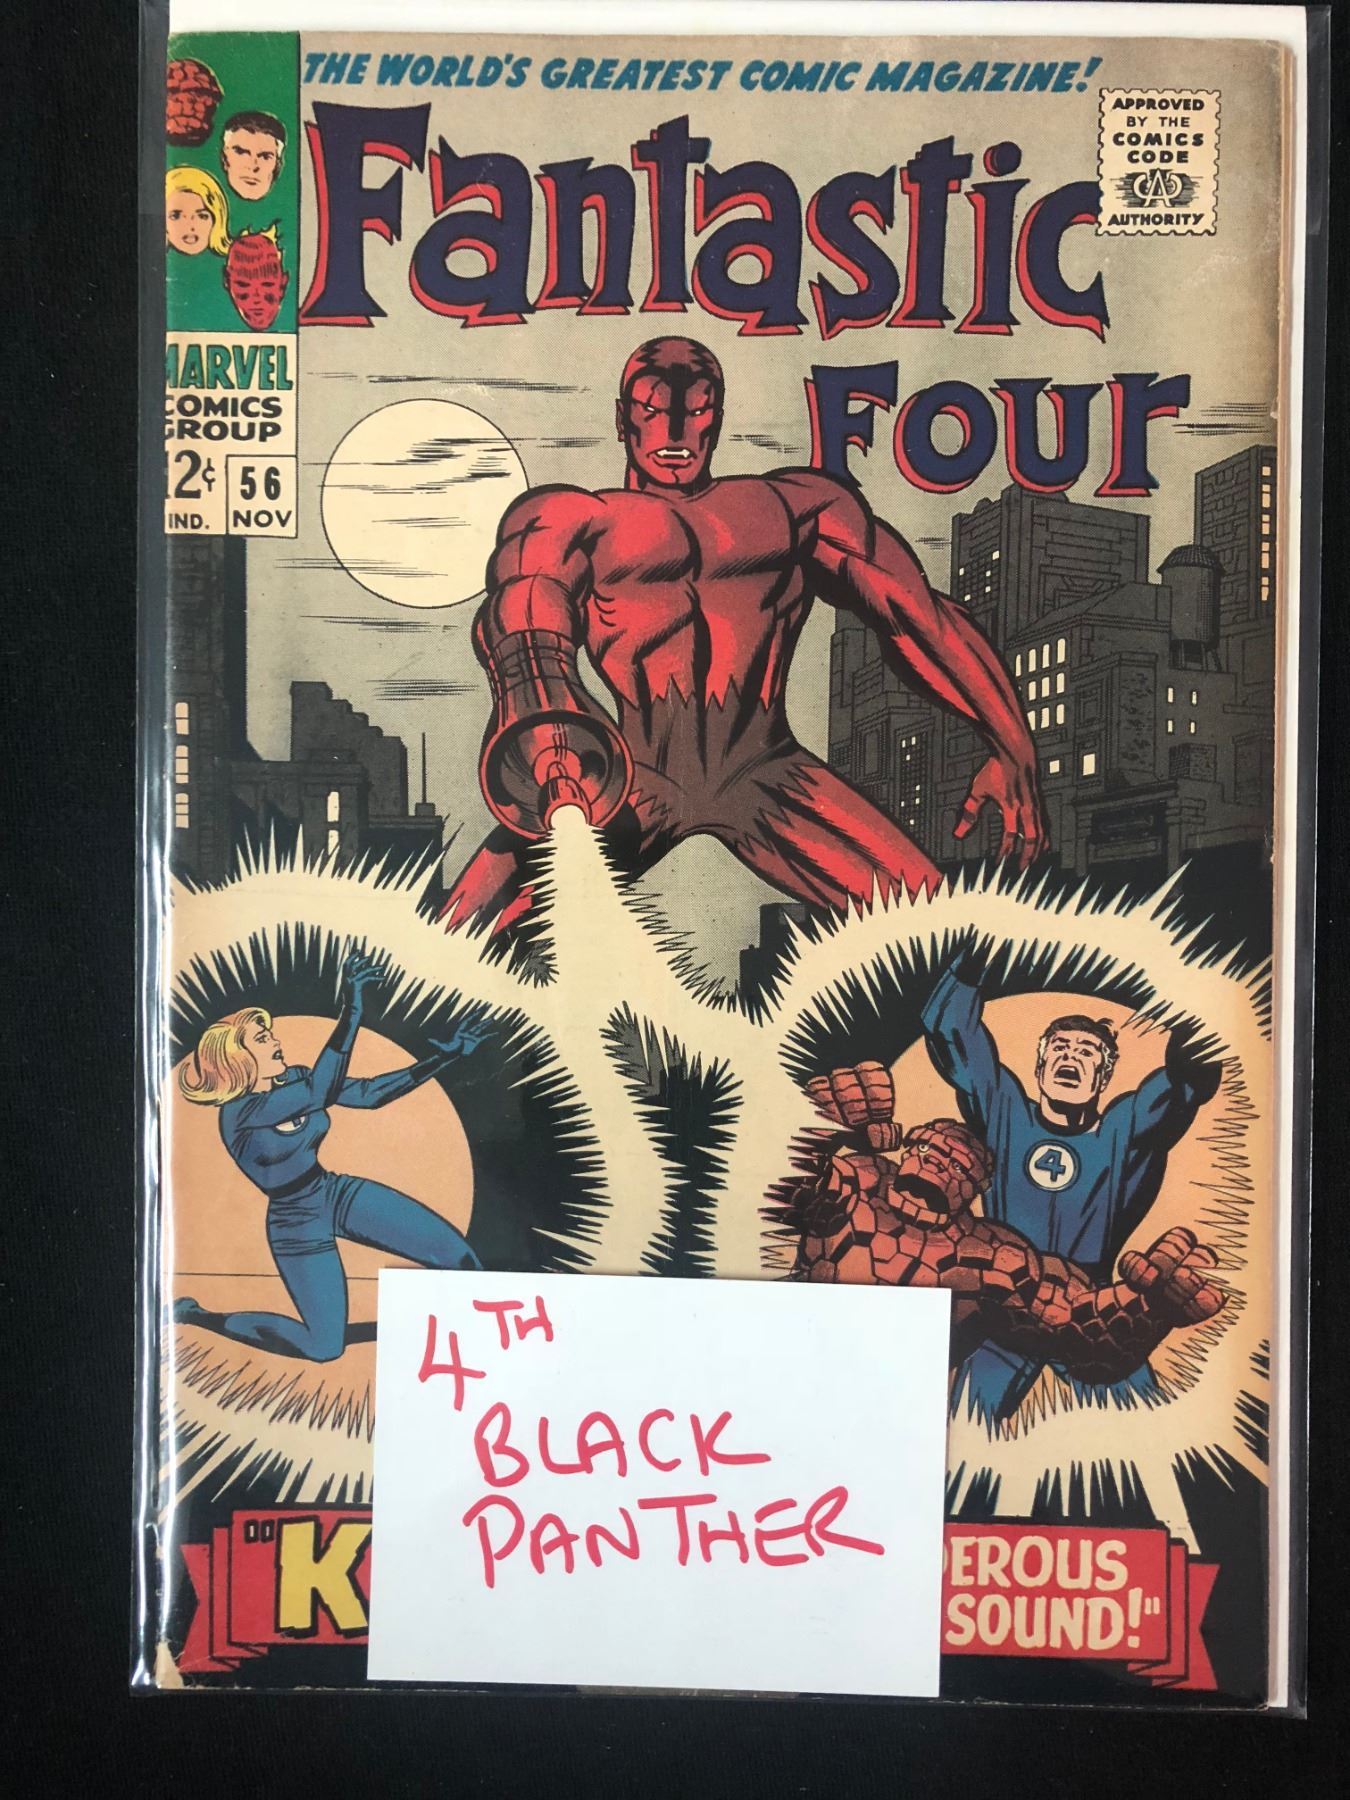 THE WORLD'S GREATEST COMIC MAGAZINE!
APPROVED
BY THE
COMICS
CODE
CA
AUTHORITY
Fantastic
Four
MARVEL
COMICS
GROUP
12¢
56
IND.
NOV
4
4TH
BLACK
PANTHER
"K
DEROUS
SOUND!"